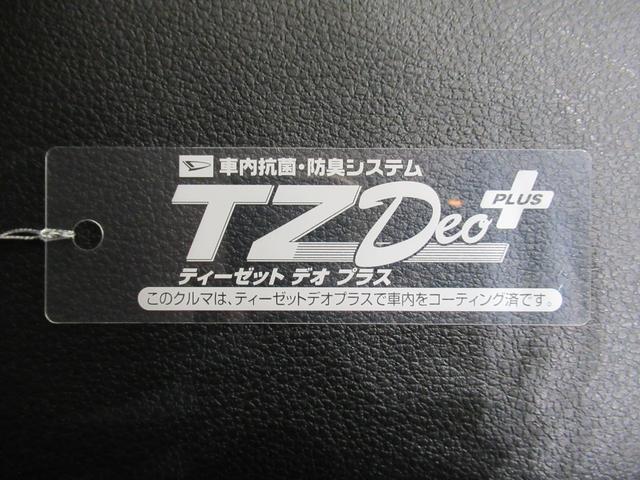 車内抗菌・防臭システム
TZ Deo PLUS
ティーゼット デオ プラス
このクルマは、ティーゼットデオプラスで車内をコーティング済です。